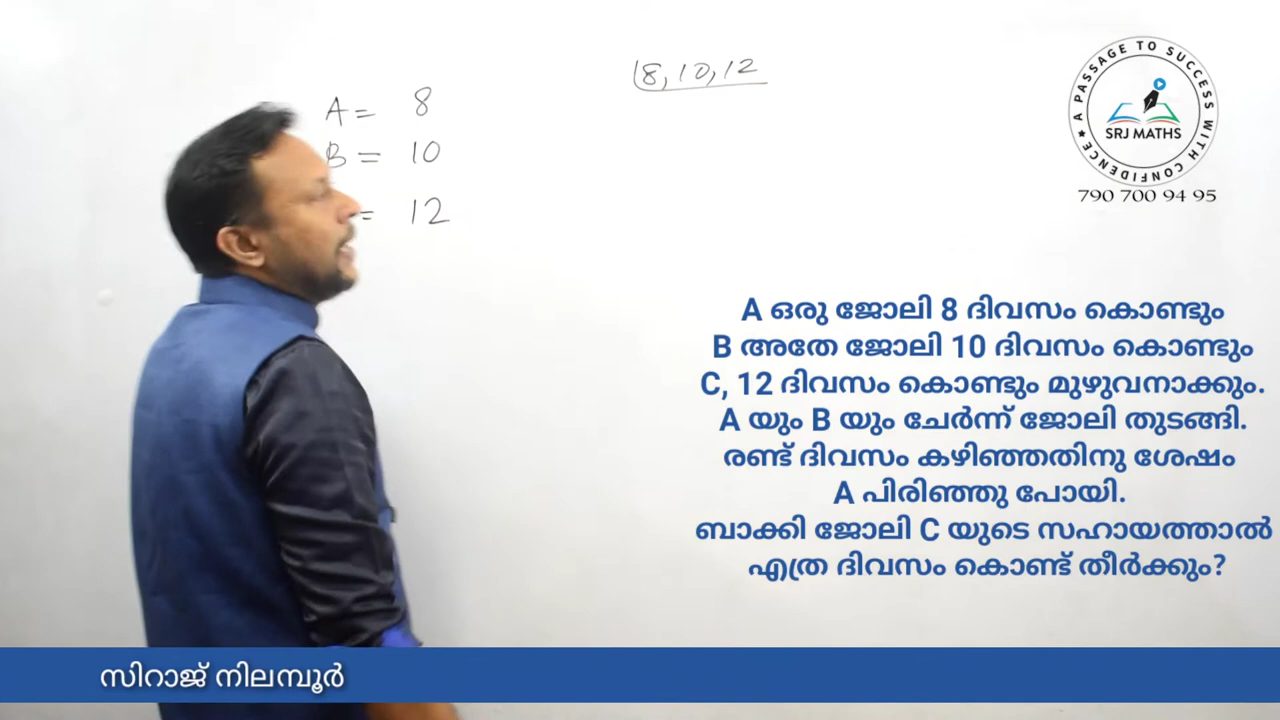 8, 10, 12
A = 8
B = 10
= 12
A PASSAGE TO SUCCESS WITH CONFIDENCE
SRJ MATHS
790 700 94 95
A ഒരു ജോലി 8 ദിവസം കൊണ്ടും
B അതേ ജോലി 10 ദിവസം കൊണ്ടും
C, 12 ദിവസം കൊണ്ടും മുഴുവനാക്കും.
A യും B യും ചേർന്ന് ജോലി തുടങ്ങി.
രണ്ട് ദിവസം കഴിഞ്ഞതിനു ശേഷം
A പിരിഞ്ഞു പോയി.
ബാക്കി ജോലി C യുടെ സഹായത്താൽ
എത്ര ദിവസം കൊണ്ട് തീർക്കും?
സിറാജ് നിലമ്പൂർ